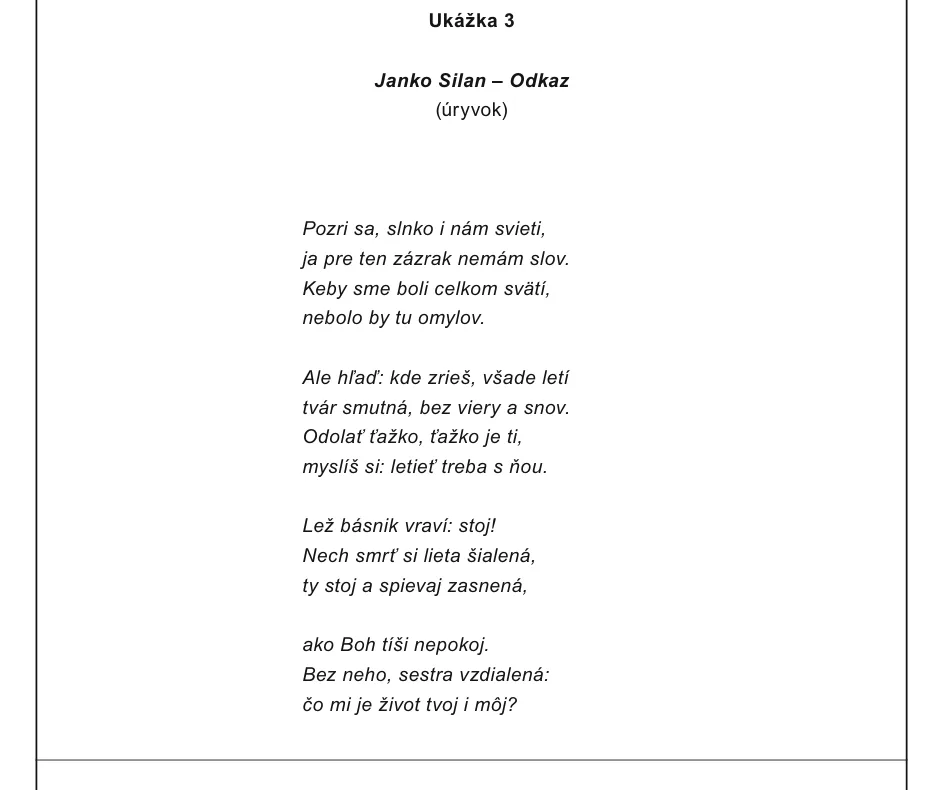 Ukážka 3
Janko Silan – Odkaz
(úryvok)
Pozri sa, slnko i nám svieti,
ja pre ten zázrak nemám slov.
Keby sme boli celkom svätí,
nebolo by tu omylov.
Ale hľaď: kde zrieš, všade letí
tvár smutná, bez viery a snov.
Odolať ťažko, ťažko je ti,
myslíš si: letieť treba s ňou.
Lež básnik vraví: stoj!
Nech smrť si lieta šialená,
ty stoj a spievaj zasnená,
ako Boh tíši nepokoj.
Bez neho, sestra vzdialená:
čo mi je život tvoj i môj?